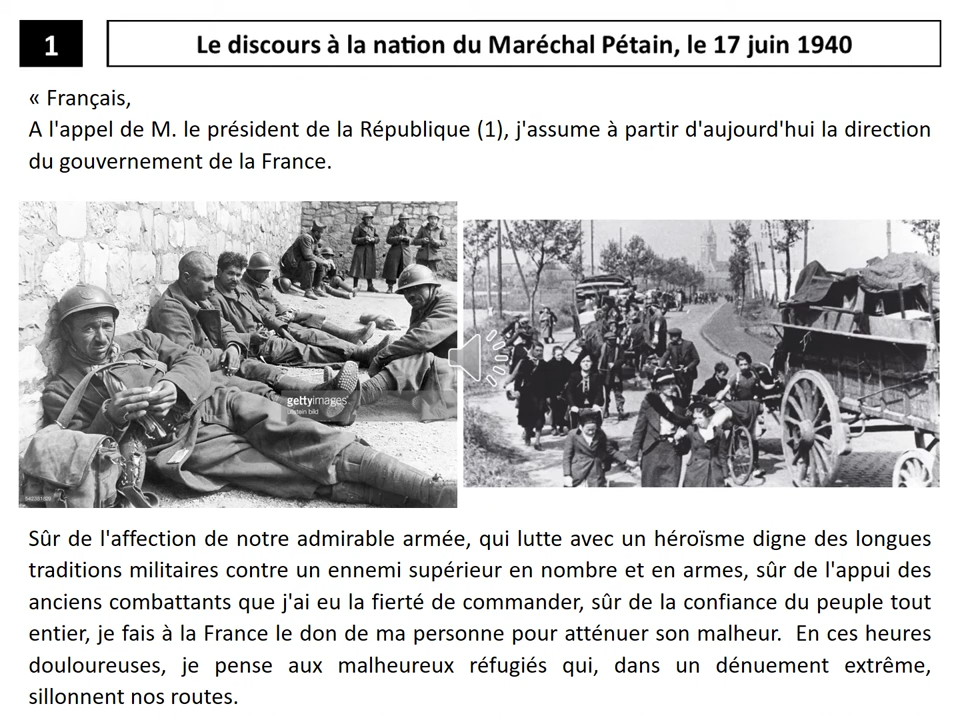 1
Le discours à la nation du Maréchal Pétain, le 17 juin 1940
« Français,
A l'appel de M. le président de la République (1), j'assume à partir d'aujourd'hui la direction
du gouvernement de la France.
gettyimages
ullstein bild
Sûr de l'affection de notre admirable armée, qui lutte avec un héroïsme digne des longues
traditions militaires contre un ennemi supérieur en nombre et en armes, sûr de l'appui des
anciens combattants que j'ai eu la fierté de commander, sûr de la confiance du peuple tout
entier, je fais à la France le don de ma personne pour atténuer son malheur. En ces heures
douloureuses, je pense aux malheureux réfugiés qui, dans un dénuement extrême,
sillonnent nos routes.